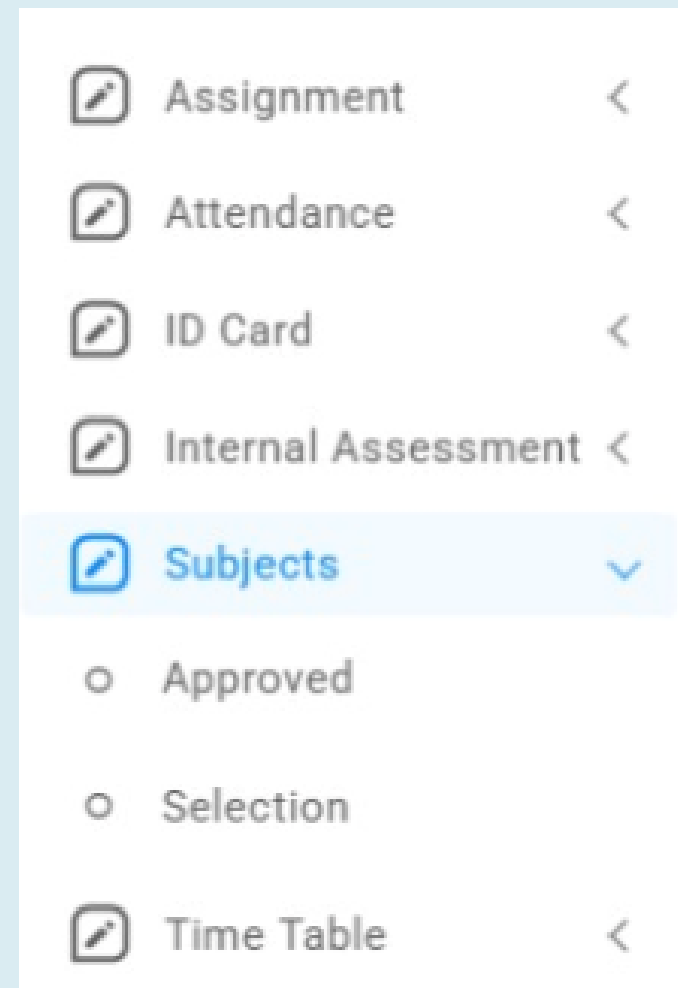 Assignment
Attendance
ID Card
Internal Assessment
Subjects
Approved
Selection
Time Table